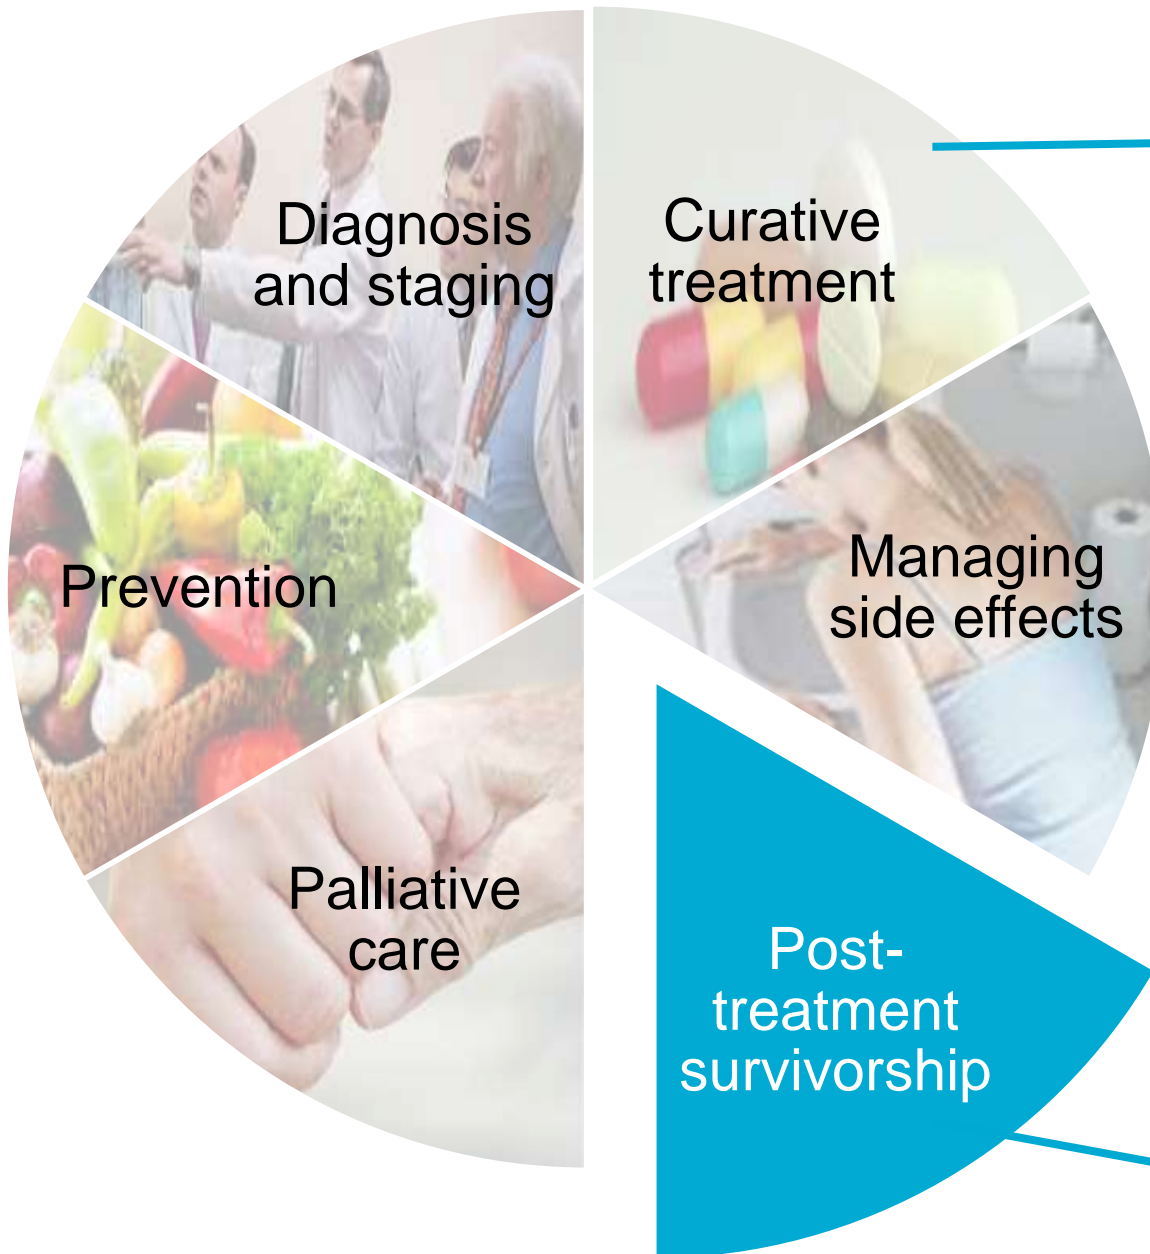 Diagnosis
and staging
Curative
treatment
Prevention
Managing
side effects
Palliative
care
Post-
treatment
survivorship